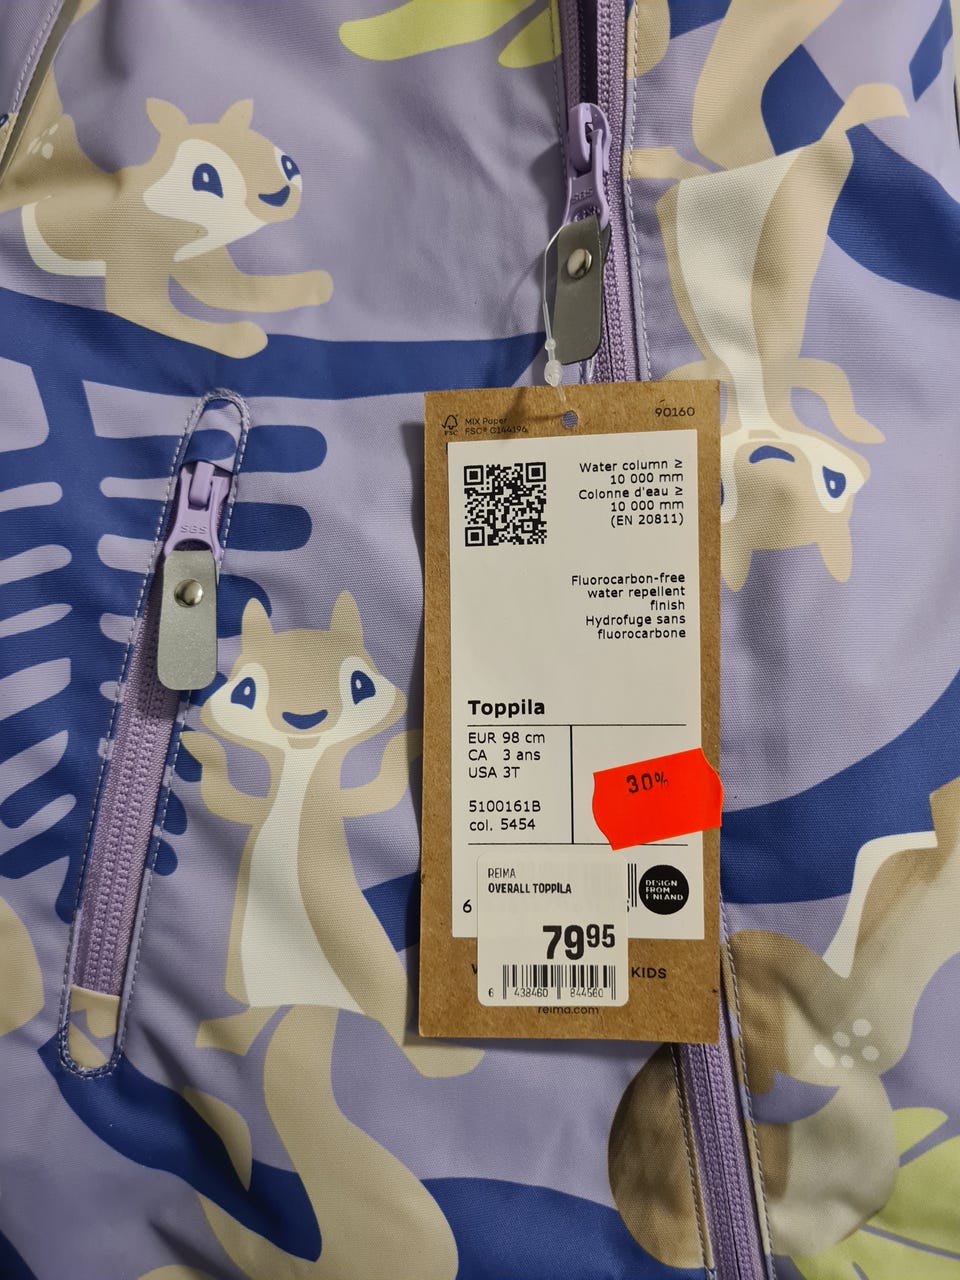 SBS
MIX Paper
FSC® C144196
FSC
90160
Water column ≥
10 000 mm
Colonne d'eau ≥
10 000 mm
(EN 20811)
Fluorocarbon-free
water repellent
finish
Hydrofuge sans
fluorocarbone
SBS
Toppila
EUR 98 cm
CA 3 ans
USA 3T
5100161B
col. 5454
30%
REIMA
OVERALL TOPPILA
79 95
6 438460 844560
6
DESIGN
FROM
FINLAND
KIDS
reima.com